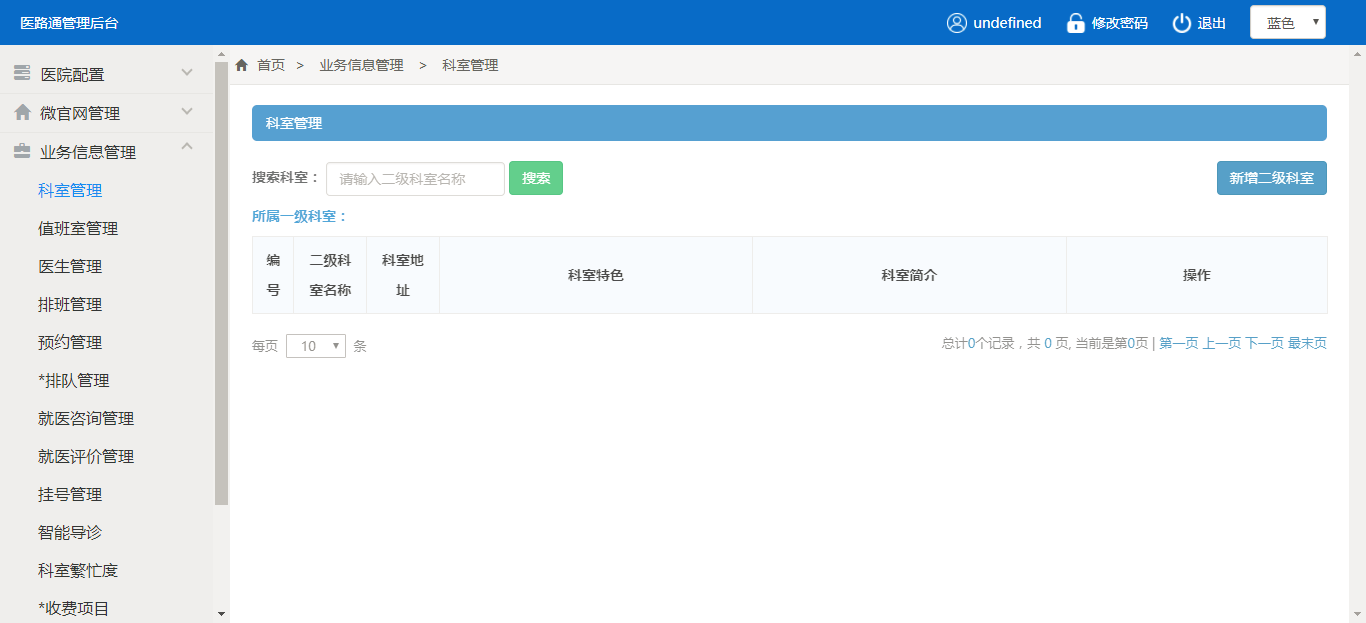 医路通管理后台
undefined
修改密码
退出
蓝色
医院配置
微官网管理
业务信息管理
科室管理
值班室管理
医生管理
排班管理
预约管理
*排队管理
就医咨询管理
就医评价管理
挂号管理
智能导诊
科室繁忙度
*收费项目
首页 > 业务信息管理 > 科室管理
科室管理
搜索科室：
请输入二级科室名称
搜索
新增二级科室
所属一级科室：
编号
二级科室名称
科室地址
科室特色
科室简介
操作
每页 10 条
总计0个记录，共 0 页, 当前是第0页 | 第一页 上一页 下一页 最末页